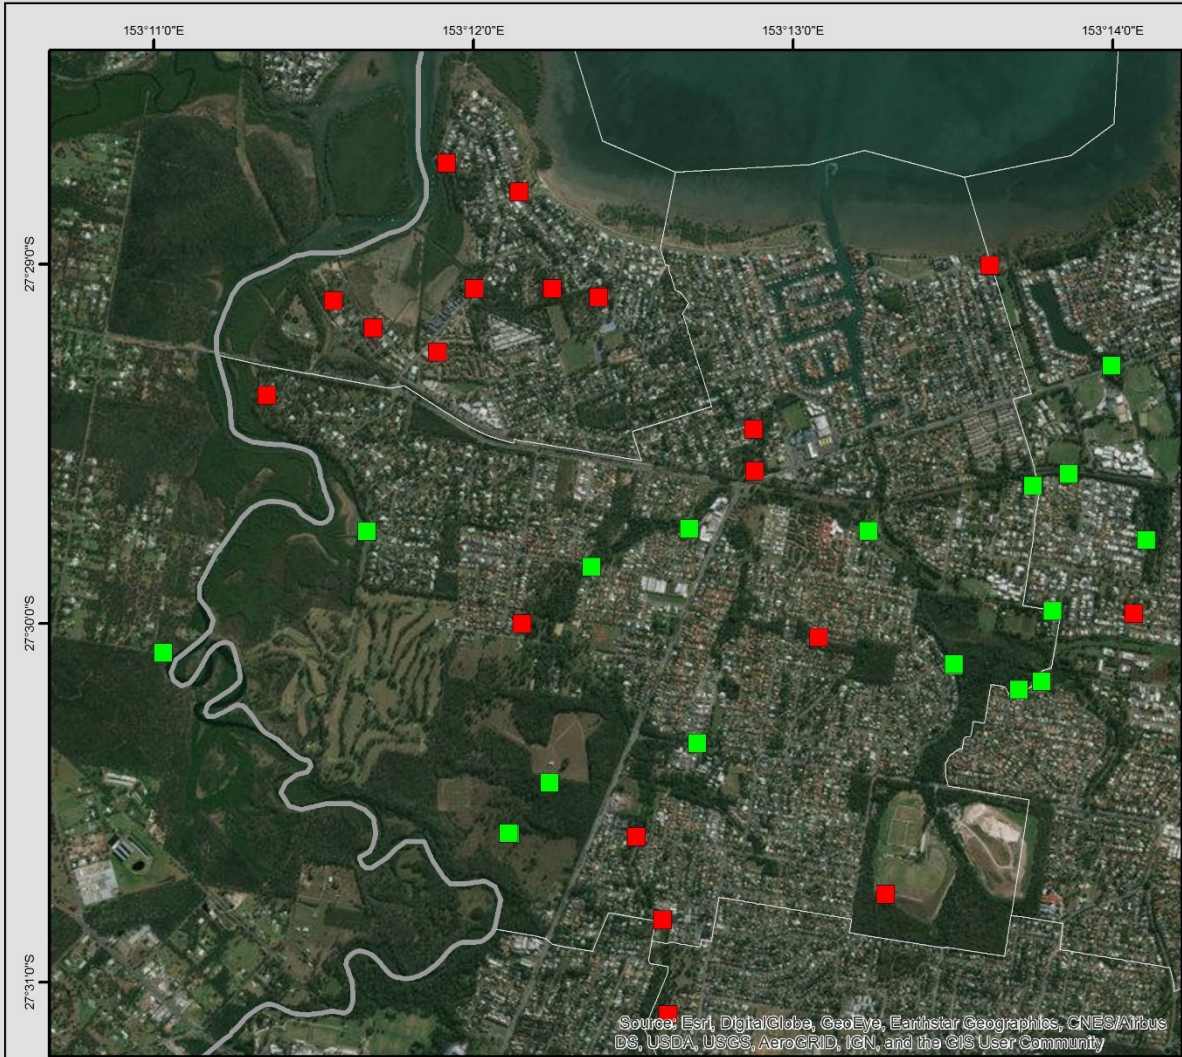 153°11'0"E 153°12'0"E 153°13'0"E 153°14'0"E
27°29'0"S
27°30'0"S
27°31'0"S
Source: Esri, DigitalGlobe, GeoEye, Earthstar Geographics, CNES/Airbus
DS, USDA, USGS, AeroGRID, IGN, and the GIS User Community